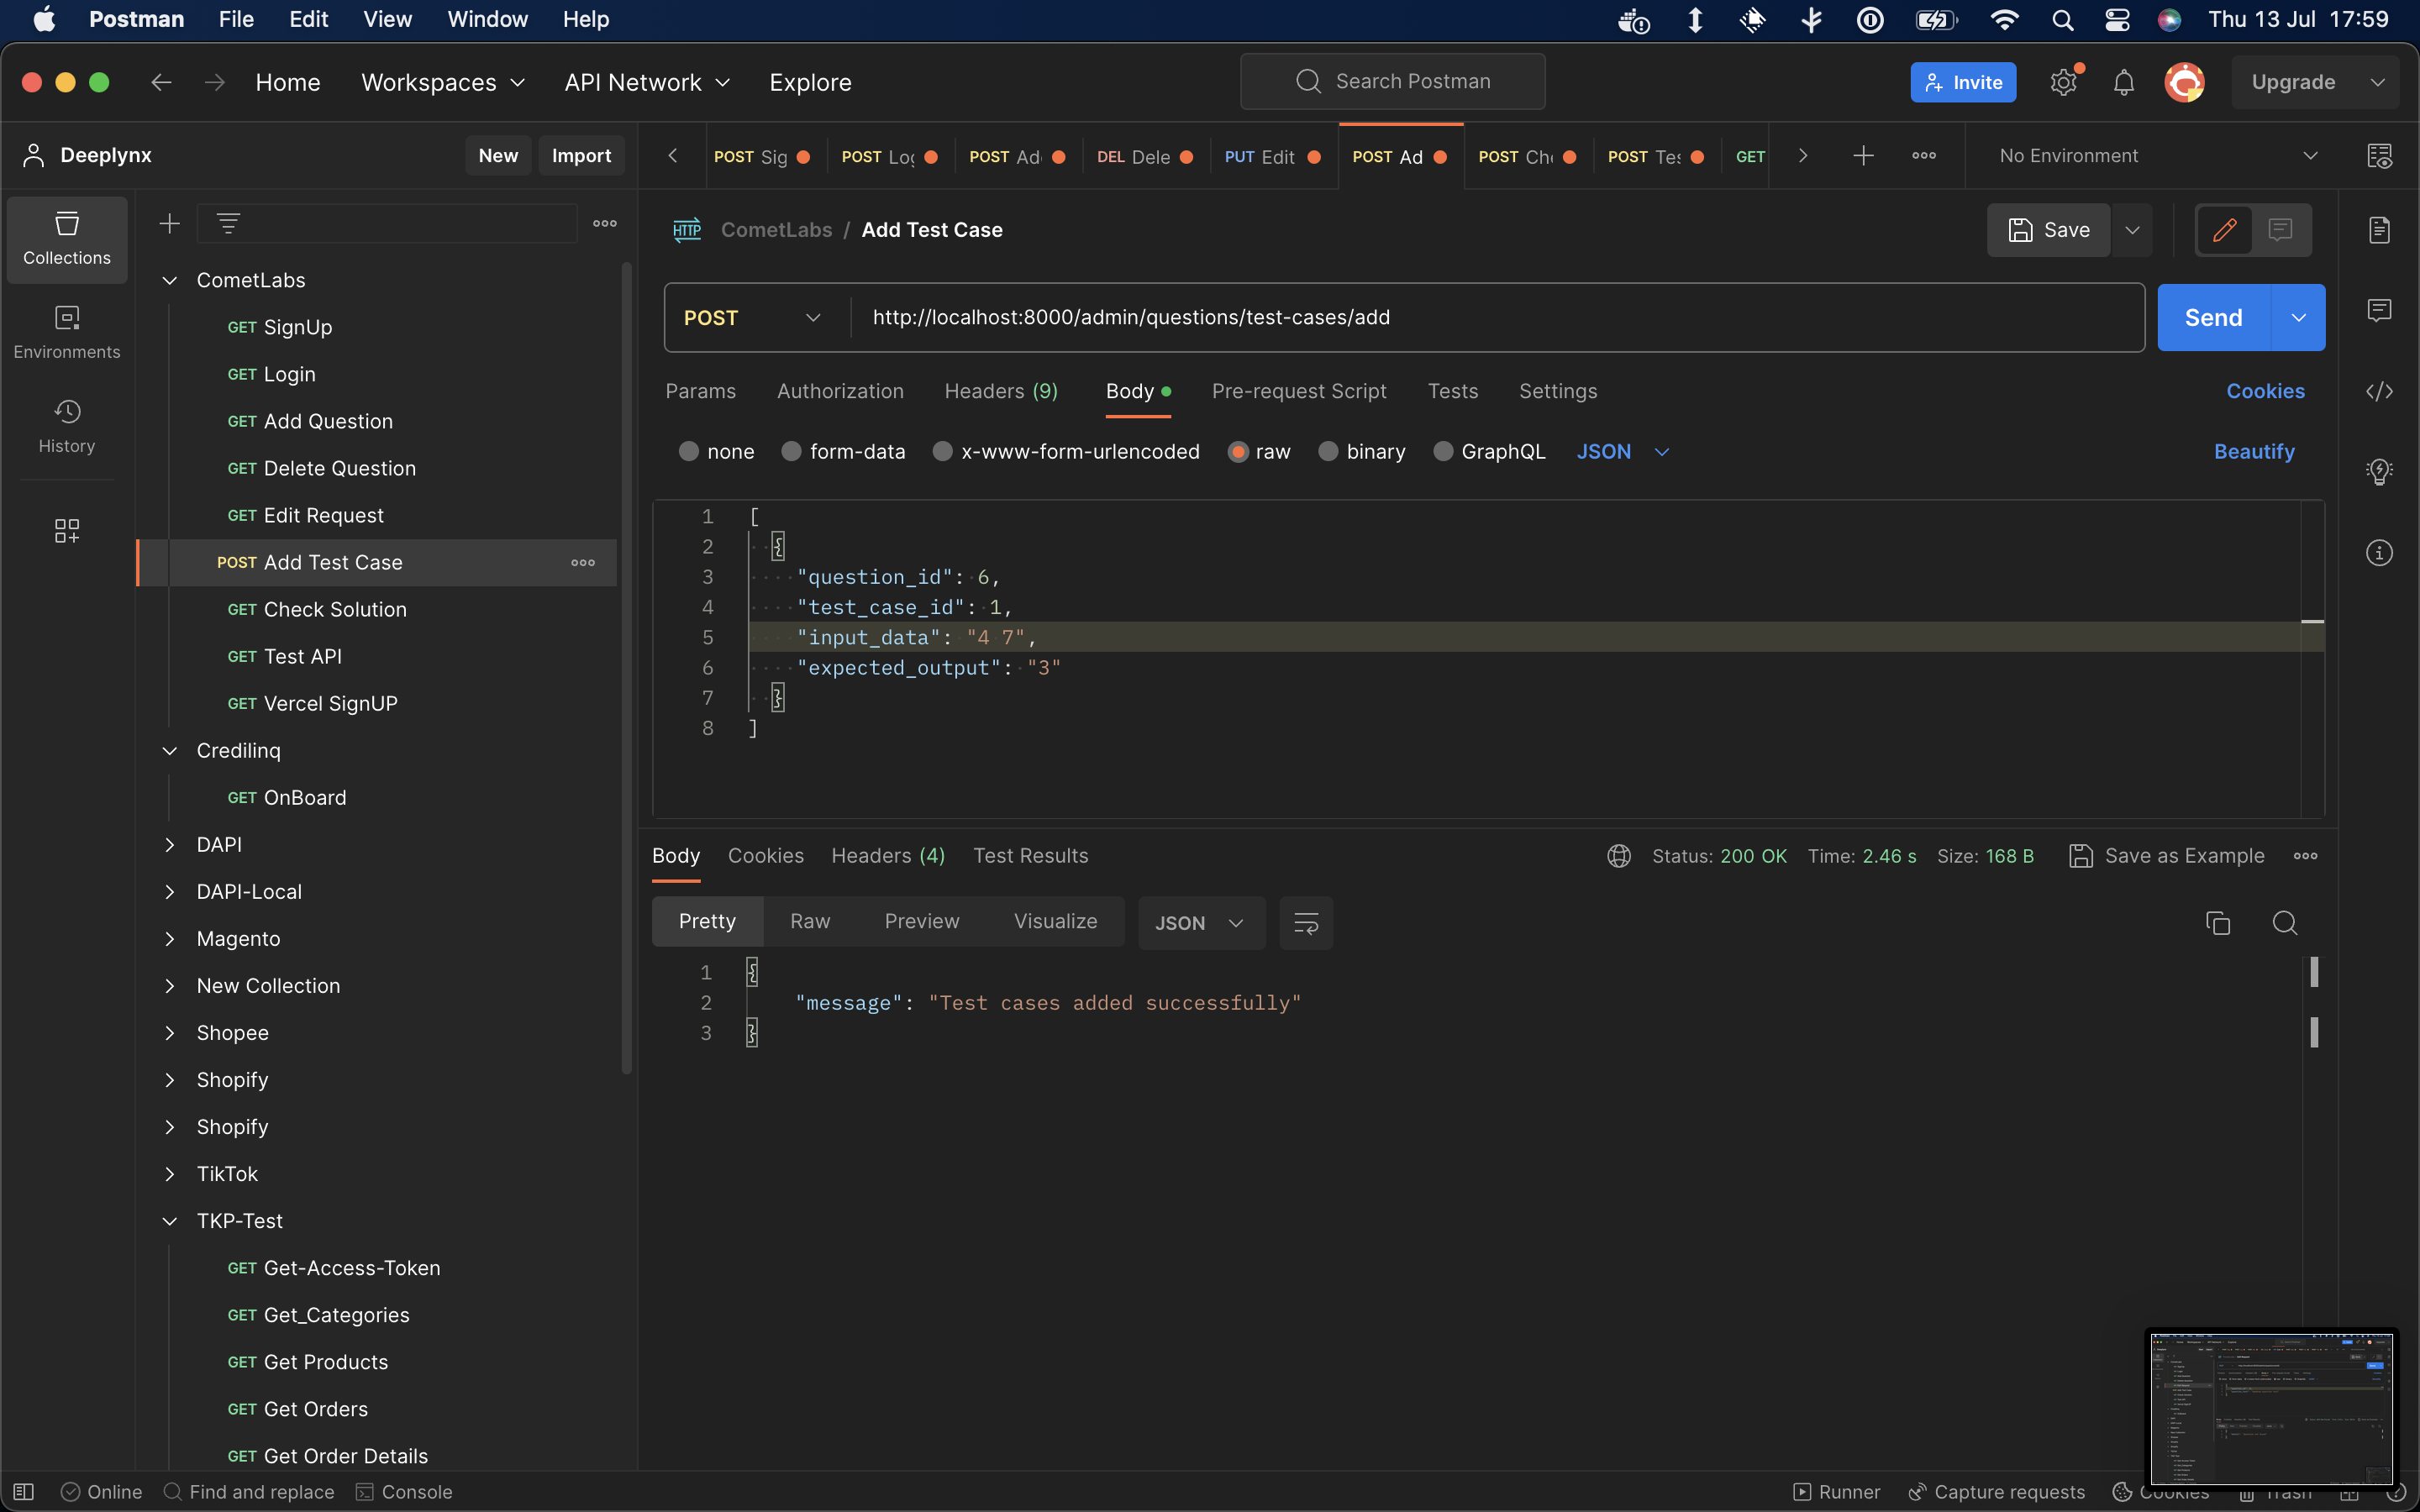 Postman File Edit View Window Help Thu 13 Jul 17:59
Home Workspaces API Network Explore Search Postman Invite Upgrade
Deeplynx New Import
POST Sig POST Log POST Ad DEL Dele PUT Edit POST Ad POST Ch POST Tes GET No Environment
Collections
Environments
History
CometLabs
GET SignUp
GET Login
GET Add Question
GET Delete Question
GET Edit Request
POST Add Test Case
GET Check Solution
GET Test API
GET Vercel SignUP
Credilinq
GET OnBoard
DAPI
DAPI-Local
Magento
New Collection
Shopee
Shopify
Shopify
TikTok
TKP-Test
GET Get-Access-Token
GET Get_Categories
GET Get Products
GET Get Orders
GET Get Order Details
HTTP CometLabs / Add Test Case Save
POST http://localhost:8000/admin/questions/test-cases/add Send
Params Authorization Headers (9) Body Pre-request Script Tests Settings Cookies
none form-data x-www-form-urlencoded raw binary GraphQL JSON Beautify
1 [
2 {
3 "question_id": 6,
4 "test_case_id": 1,
5 "input_data": "4 7",
6 "expected_output": "3"
7 }
8 ]
Body Cookies Headers (4) Test Results Status: 200 OK Time: 2.46 s Size: 168 B Save as Example
Pretty Raw Preview Visualize JSON
1 {
2 "message": "Test cases added successfully"
3 }
Online Find and replace Console Runner Capture requests Cookies Trash